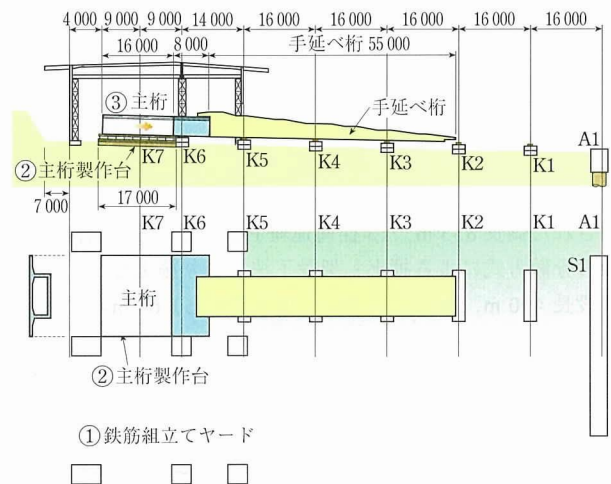 4 000 9 000 9 000 14 000 16 000 16 000 16 000 16 000 16 000
16 000 8 000 手延べ桁 55 000
③主桁
手延べ桁
A1
K7 K6 K5 K4 K3 K2 K1
②主桁製作台
7 000
17 000
K7 K6 K5 K4 K3 K2 K1 A1
S1
主桁
②主桁製作台
①鉄筋組立てヤード